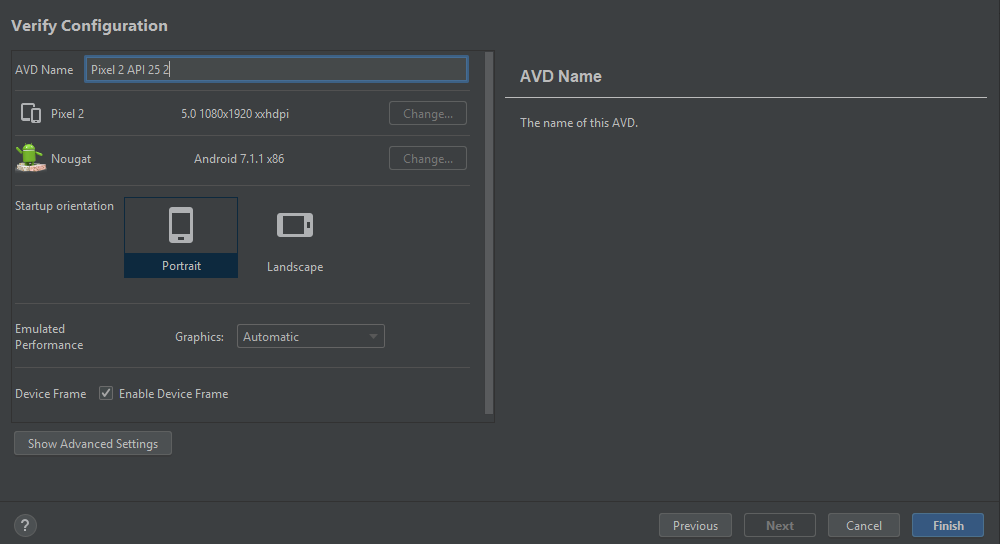 Verify Configuration
AVD Name Pixel 2 API 25 2
Pixel 2 5.0 1080x1920 xxhdpi Change...
Nougat Android 7.1.1 x86 Change...
Startup orientation
Portrait
Landscape
Emulated
Performance
Graphics: Automatic
Device Frame Enable Device Frame
Show Advanced Settings
AVD Name
The name of this AVD.
?
Previous Next Cancel Finish